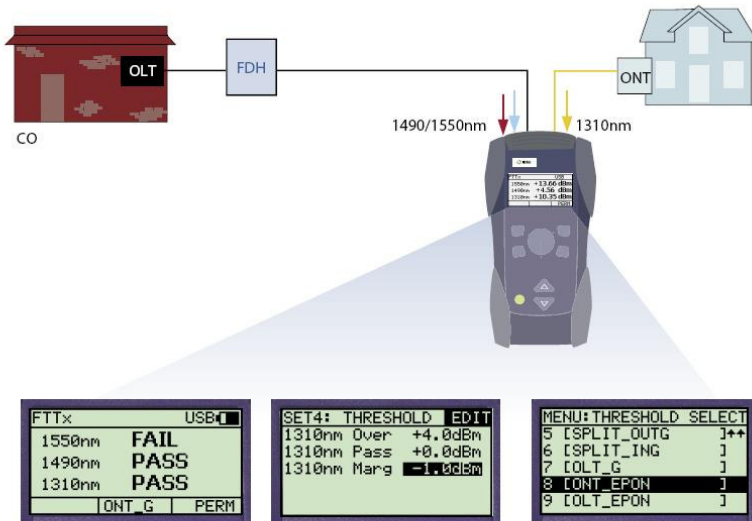 OLT
FDH
ONT
CO
1490/1550nm
1310nm
FTTx USB
1550nm +13.66 dBm
1490nm +4.56 dBm
1310nm +10.35 dBm
PERM
FTTx USB
1550nm FAIL
1490nm PASS
1310nm PASS
ONT_G PERM
SET4: THRESHOLD EDIT
1310nm Over +4.0dBm
1310nm Pass +0.0dBm
1310nm Marg -1.0dBm
MENU:THRESHOLD SELECT
5 [SPLIT_OUTG ]↑↑
6 [SPLIT_ING ]
7 [OLT_G ]
8 [ONT_EPON ]
9 [OLT_EPON ]